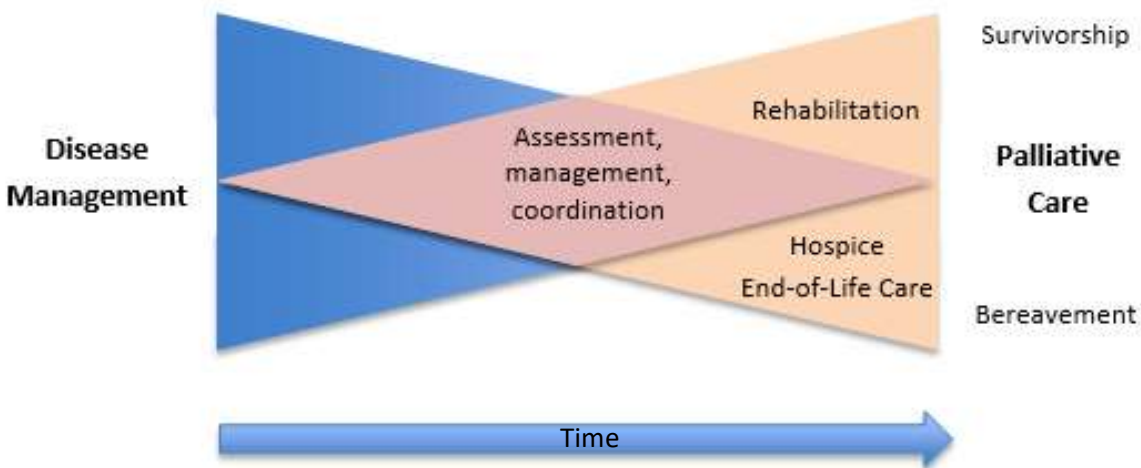 Disease
Management
Assessment,
management,
coordination
Rehabilitation
Hospice
End-of-Life Care
Survivorship
Palliative
Care
Bereavement
Time